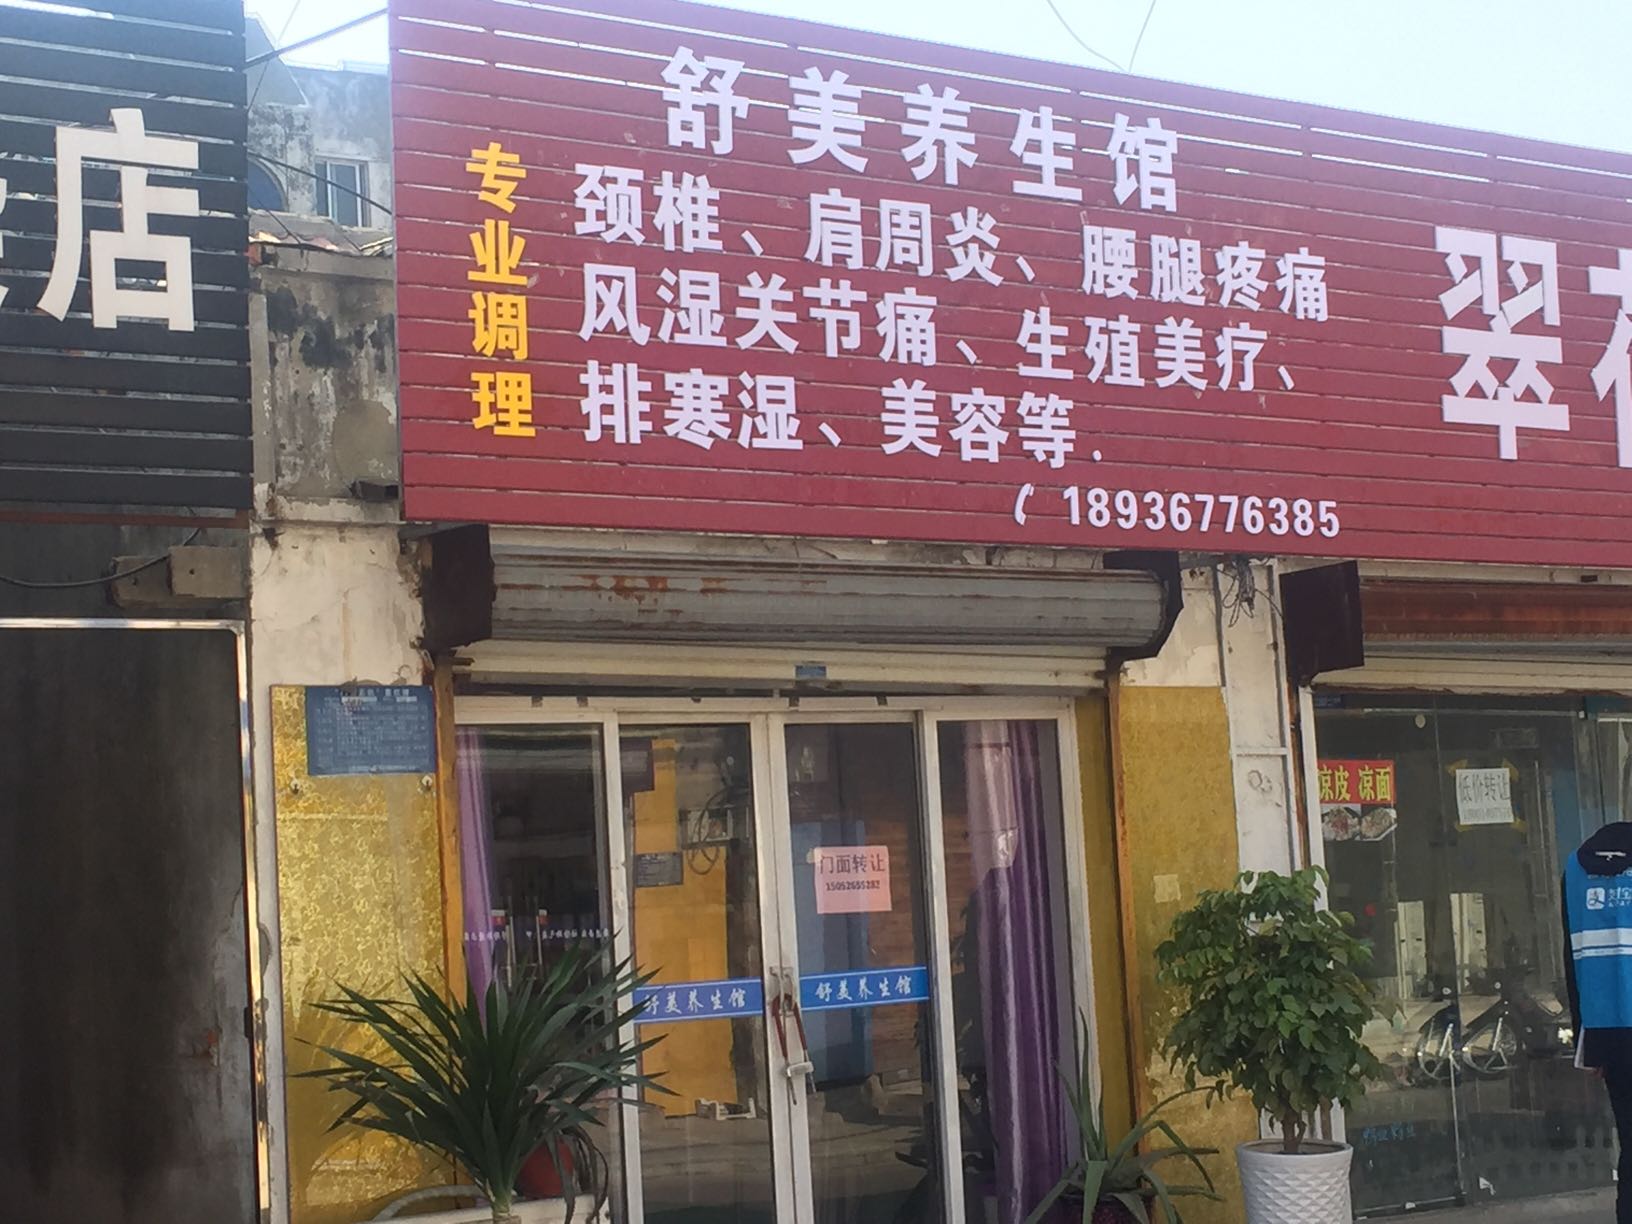 店
舒美养生馆
专业调理
颈椎、肩周炎、腰腿疼痛
风湿关节痛、生殖美疗、
排寒湿、美容等.
18936776385
翠
门面转让
15052655282
舒美养生馆
舒美养生馆
凉皮 凉面
低价转让